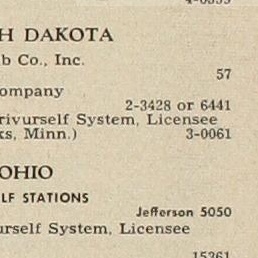 H DAKOTA
b Co., Inc.
57
ompany
2-3428 or 6441
rivurself System, Licensee
ks, Minn.) 3-0061
OHIO
LF STATIONS
Jefferson 5050
urself System, Licensee
15261